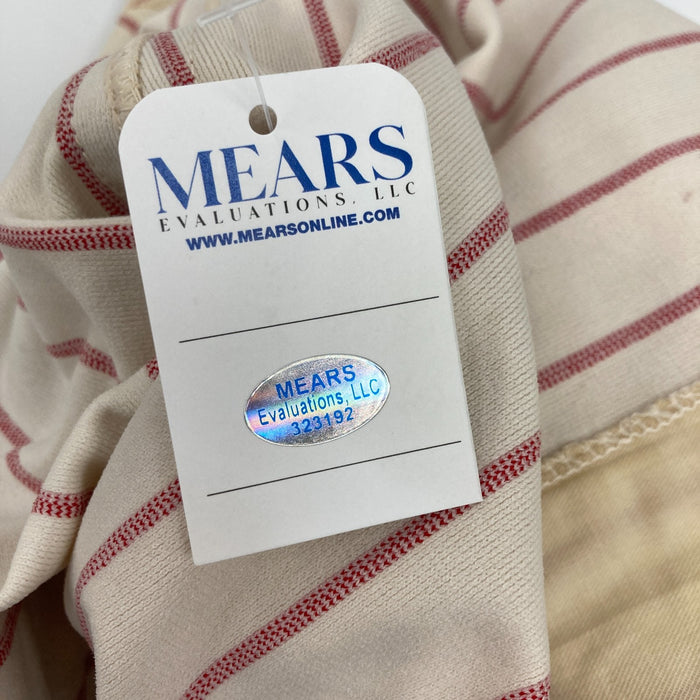 MEARS
EVALUATIONS, LLC
WWW.MEARSONLINE.COM
MEARS
Evaluations, LLC
323192